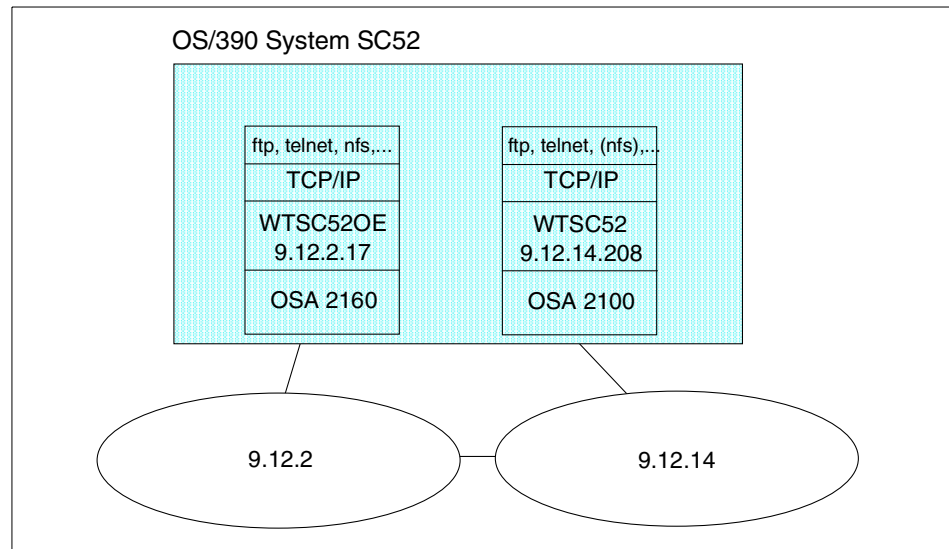 OS/390 System SC52
ftp, telnet, nfs,...
TCP/IP
WTSC52OE
9.12.2.17
OSA 2160
ftp, telnet, (nfs),...
TCP/IP
WTSC52
9.12.14.208
OSA 2100
9.12.2
9.12.14